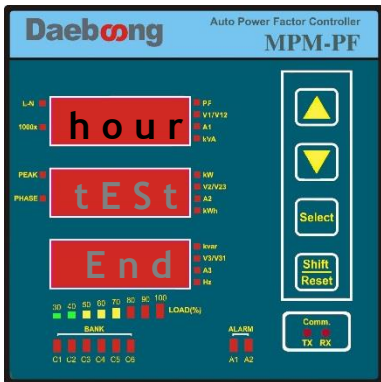 Daeboong
Auto Power Factor Controller
MPM-PF
L-N
1000x
hour
PF
V1/V12
A1
kVA
PEAK
PHASE
tESt
kW
V2/V23
A2
kWh
End
kvar
V3/V31
A3
Hz
30 40 50 60 70 80 90 100
LOAD(%)
BANK
C1 C2 C3 C4 C5 C6
ALARM
A1 A2
Select
Shift
Reset
Comm.
TX RX